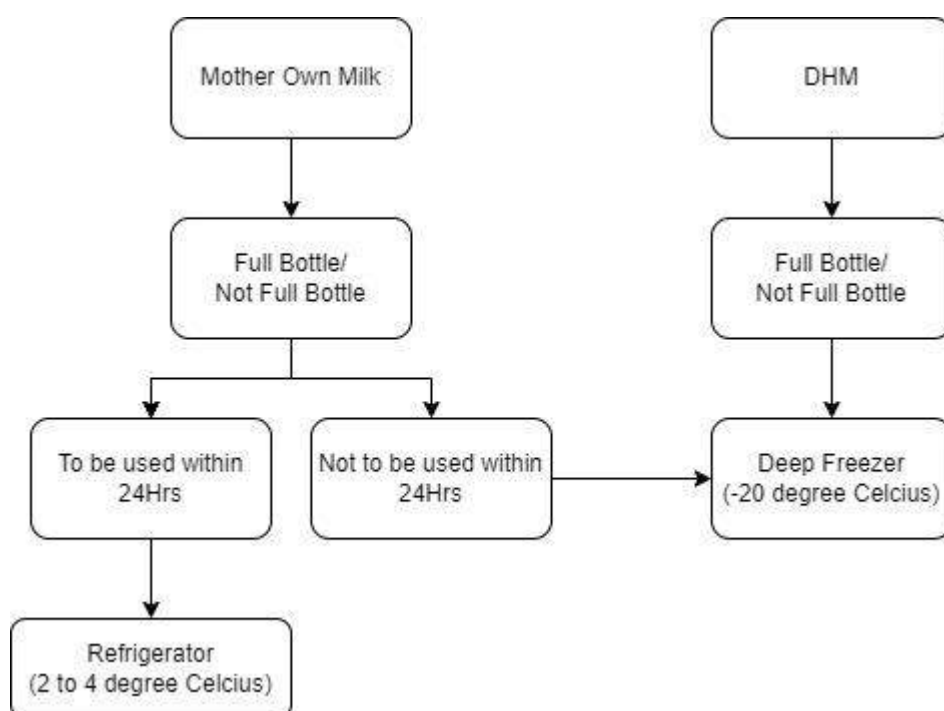 Mother Own Milk
DHM
Full Bottle/
Not Full Bottle
Full Bottle/
Not Full Bottle
To be used within
24Hrs
Not to be used within
24Hrs
Deep Freezer
(-20 degree Celcius)
Refrigerator
(2 to 4 degree Celcius)